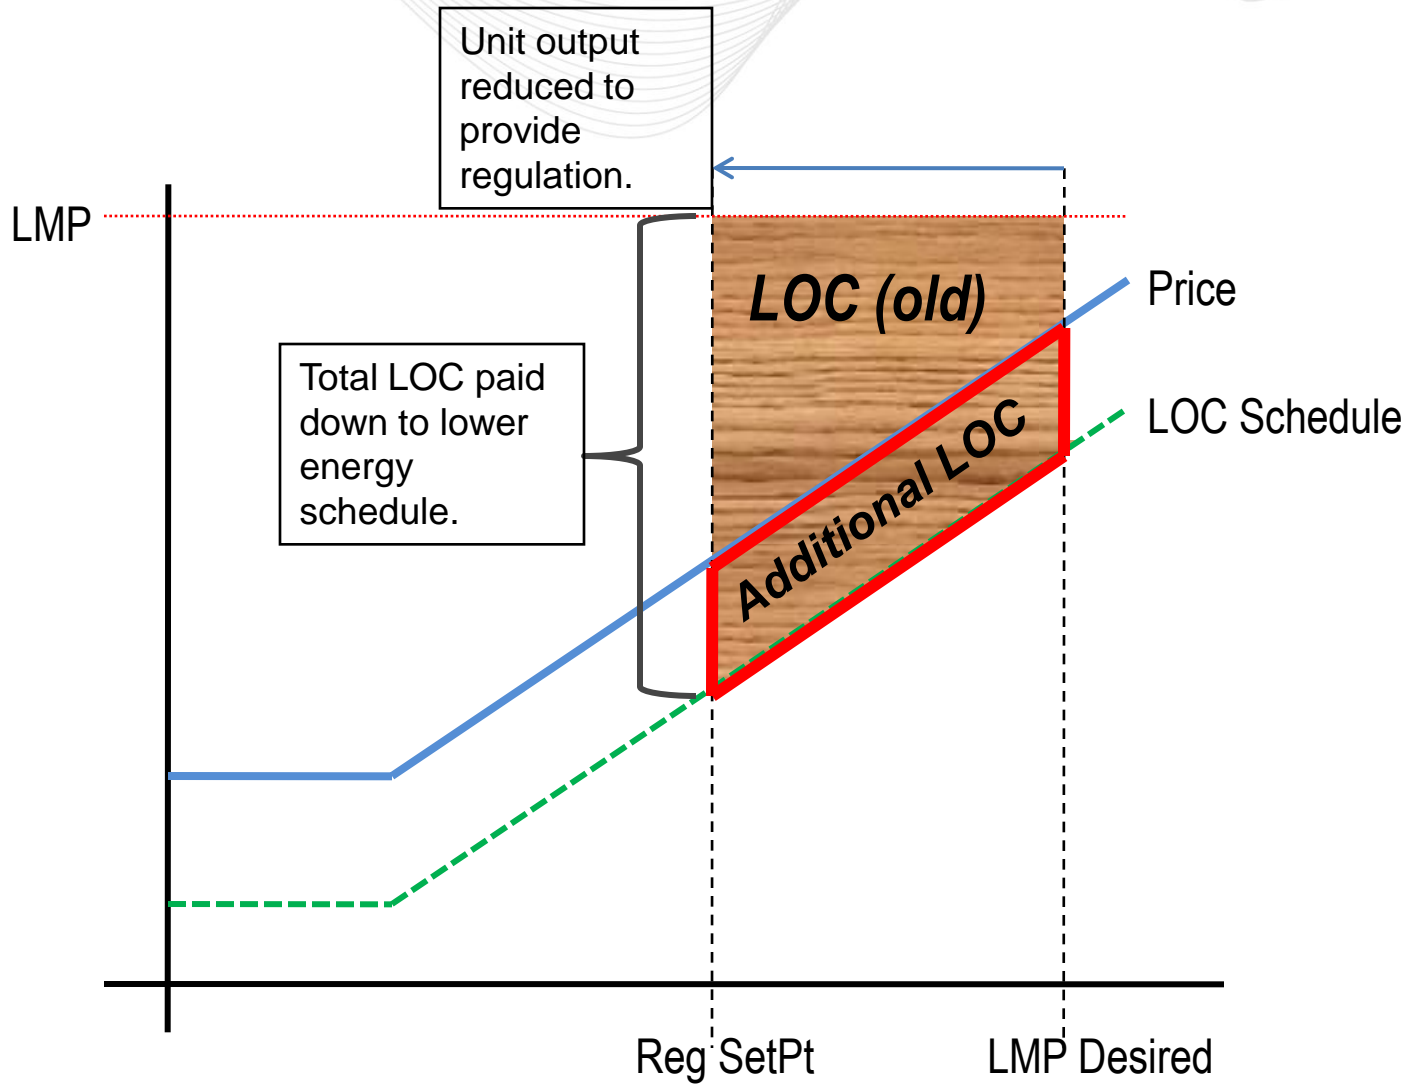 Unit output
reduced to
provide
regulation.
LMP
LOC (old)
Price
Total LOC paid
down to lower
energy
schedule.
LOC Schedule
Additional LOC
Reg SetPt
LMP Desired